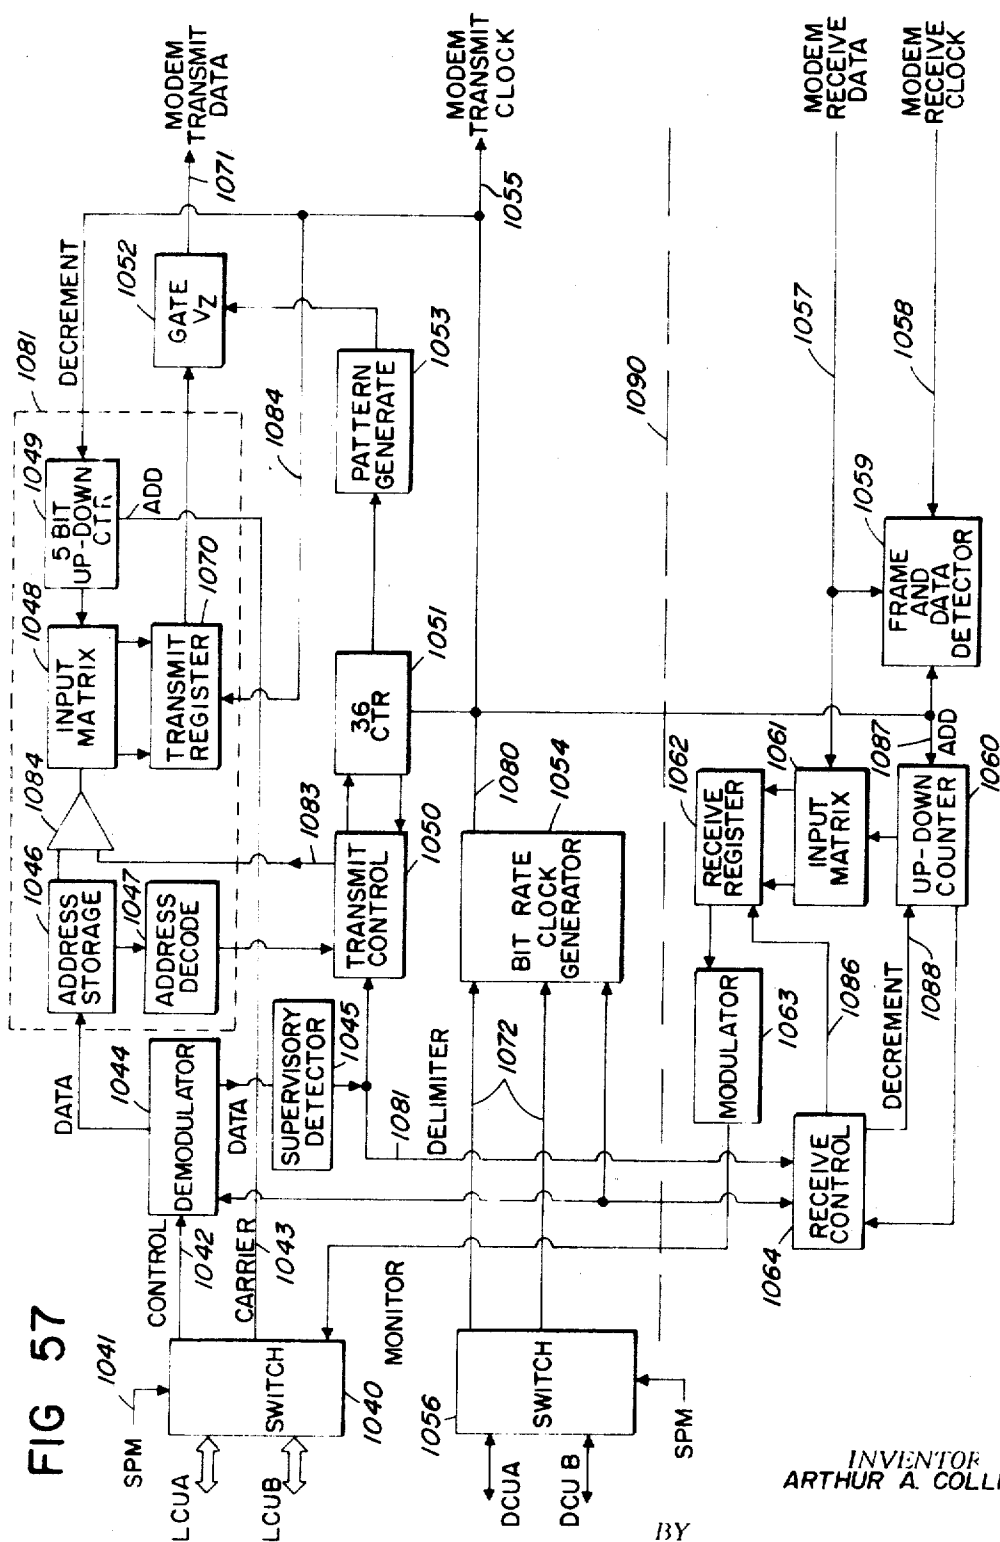 FIG 57
SPM
1041
LCUA
LCUB
SWITCH
1040
CONTROL
1042
CARRIER
1043
MONITOR
DATA
1044
DEMODULATOR
DATA
SUPERVISORY
DETECTOR
1045
1081
DELIMITER
1046
ADDRESS
STORAGE
1047
ADDRESS
DECODE
1084
1048
INPUT
MATRIX
TRANSMIT
REGISTER
1070
1049
5 BIT
UP-DOWN
CTR
ADD
1081
DECREMENT
1083
TRANSMIT
CONTROL
1050
36
CTR
1051
PATTERN
GENERATE
1053
1084
1052
GATE
VZ
1071
MODEM
TRANSMIT
DATA
1055
MODEM
TRANSMIT
CLOCK
DCUA
DCU B
1056
SWITCH
SPM
1072
1080
BIT RATE
CLOCK
GENERATOR
1054
1090
1064
RECEIVE
CONTROL
MODULATOR
1063
1086
DECREMENT
1088
1062
RECEIVE
REGISTER
1061
INPUT
MATRIX
1087
ADD
UP-DOWN
COUNTER
1060
1059
FRAME
AND
DATA
DETECTOR
1057
1058
MODEM
RECEIVE
DATA
MODEM
RECEIVE
CLOCK
INVENTOR
ARTHUR A. COLLI
BY